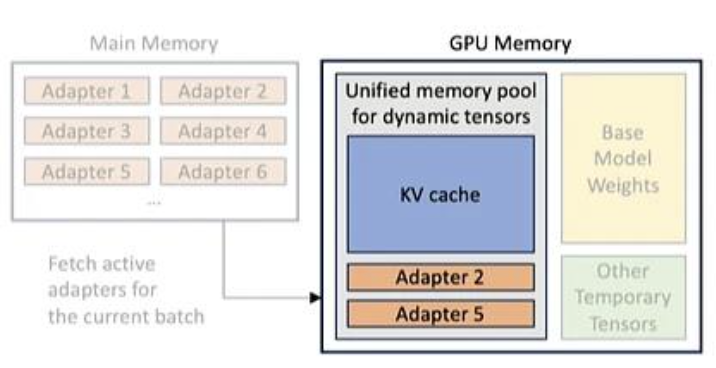 Main Memory
Adapter 1
Adapter 2
Adapter 3
Adapter 4
Adapter 5
Adapter 6
...
Fetch active
adapters for
the current batch
GPU Memory
Unified memory pool
for dynamic tensors
KV cache
Adapter 2
Adapter 5
Base
Model
Weights
Other
Temporary
Tensors